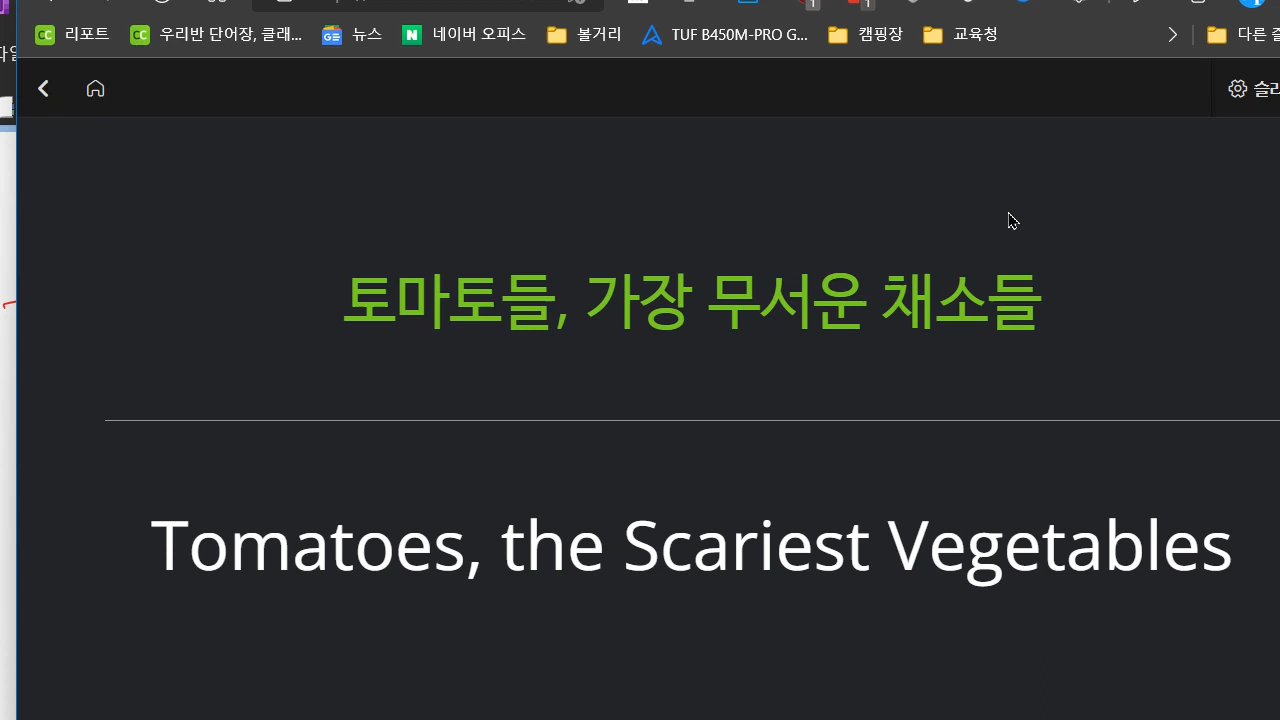 리포트
우리반 단어장, 클래...
뉴스
네이버 오피스
볼거리
TUF B450M-PRO G...
캠핑장
교육청
다른
토마토들, 가장 무서운 채소들
Tomatoes, the Scariest Vegetables